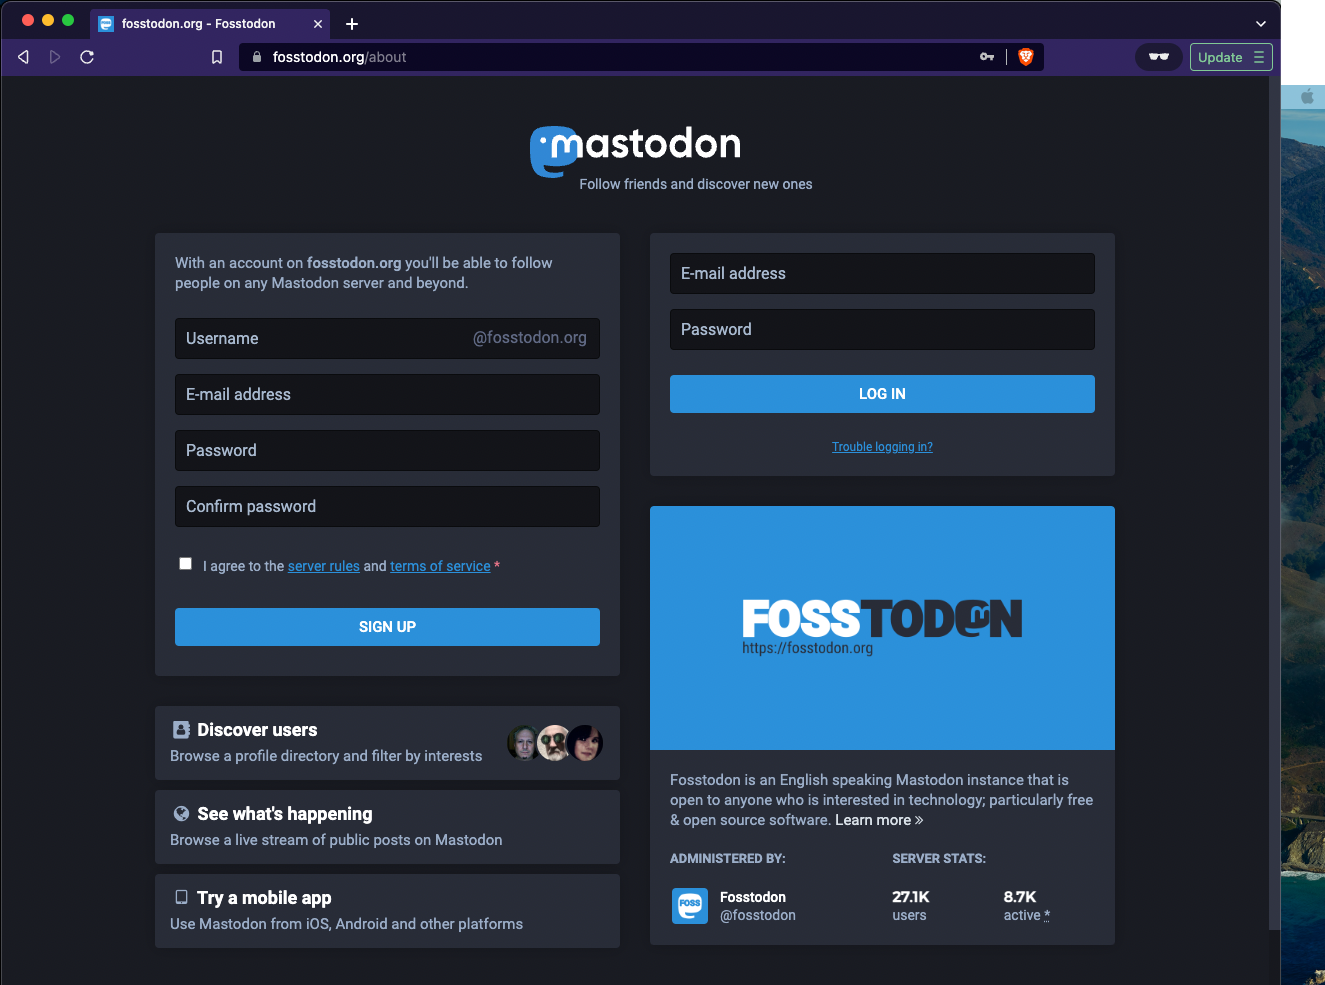 fosstodon.org - Fosstodon
fosstodon.org/about
Update
mastodon
Follow friends and discover new ones
With an account on fosstodon.org you'll be able to follow
people on any Mastodon server and beyond.
Username @fosstodon.org
E-mail address
Password
Confirm password
I agree to the server rules and terms of service *
SIGN UP
Discover users
Browse a profile directory and filter by interests
See what's happening
Browse a live stream of public posts on Mastodon
Try a mobile app
Use Mastodon from iOS, Android and other platforms
E-mail address
Password
LOG IN
Trouble logging in?
FOSSTODON
https://fosstodon.org
Fosstodon is an English speaking Mastodon instance that is
open to anyone who is interested in technology; particularly free
& open source software. Learn more »
ADMINISTERED BY:
FOSS
Fosstodon
@fosstodon
SERVER STATS:
27.1K
users
8.7K
active *